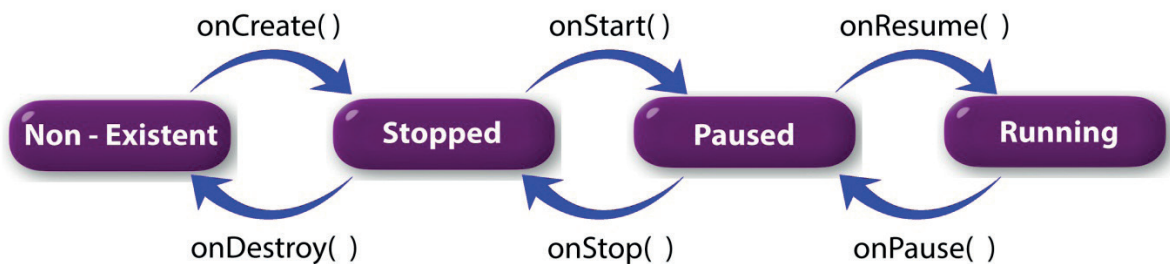 onCreate( )
onStart( )
onResume( )
Non - Existent
Stopped
Paused
Running
onDestroy( )
onStop( )
onPause( )